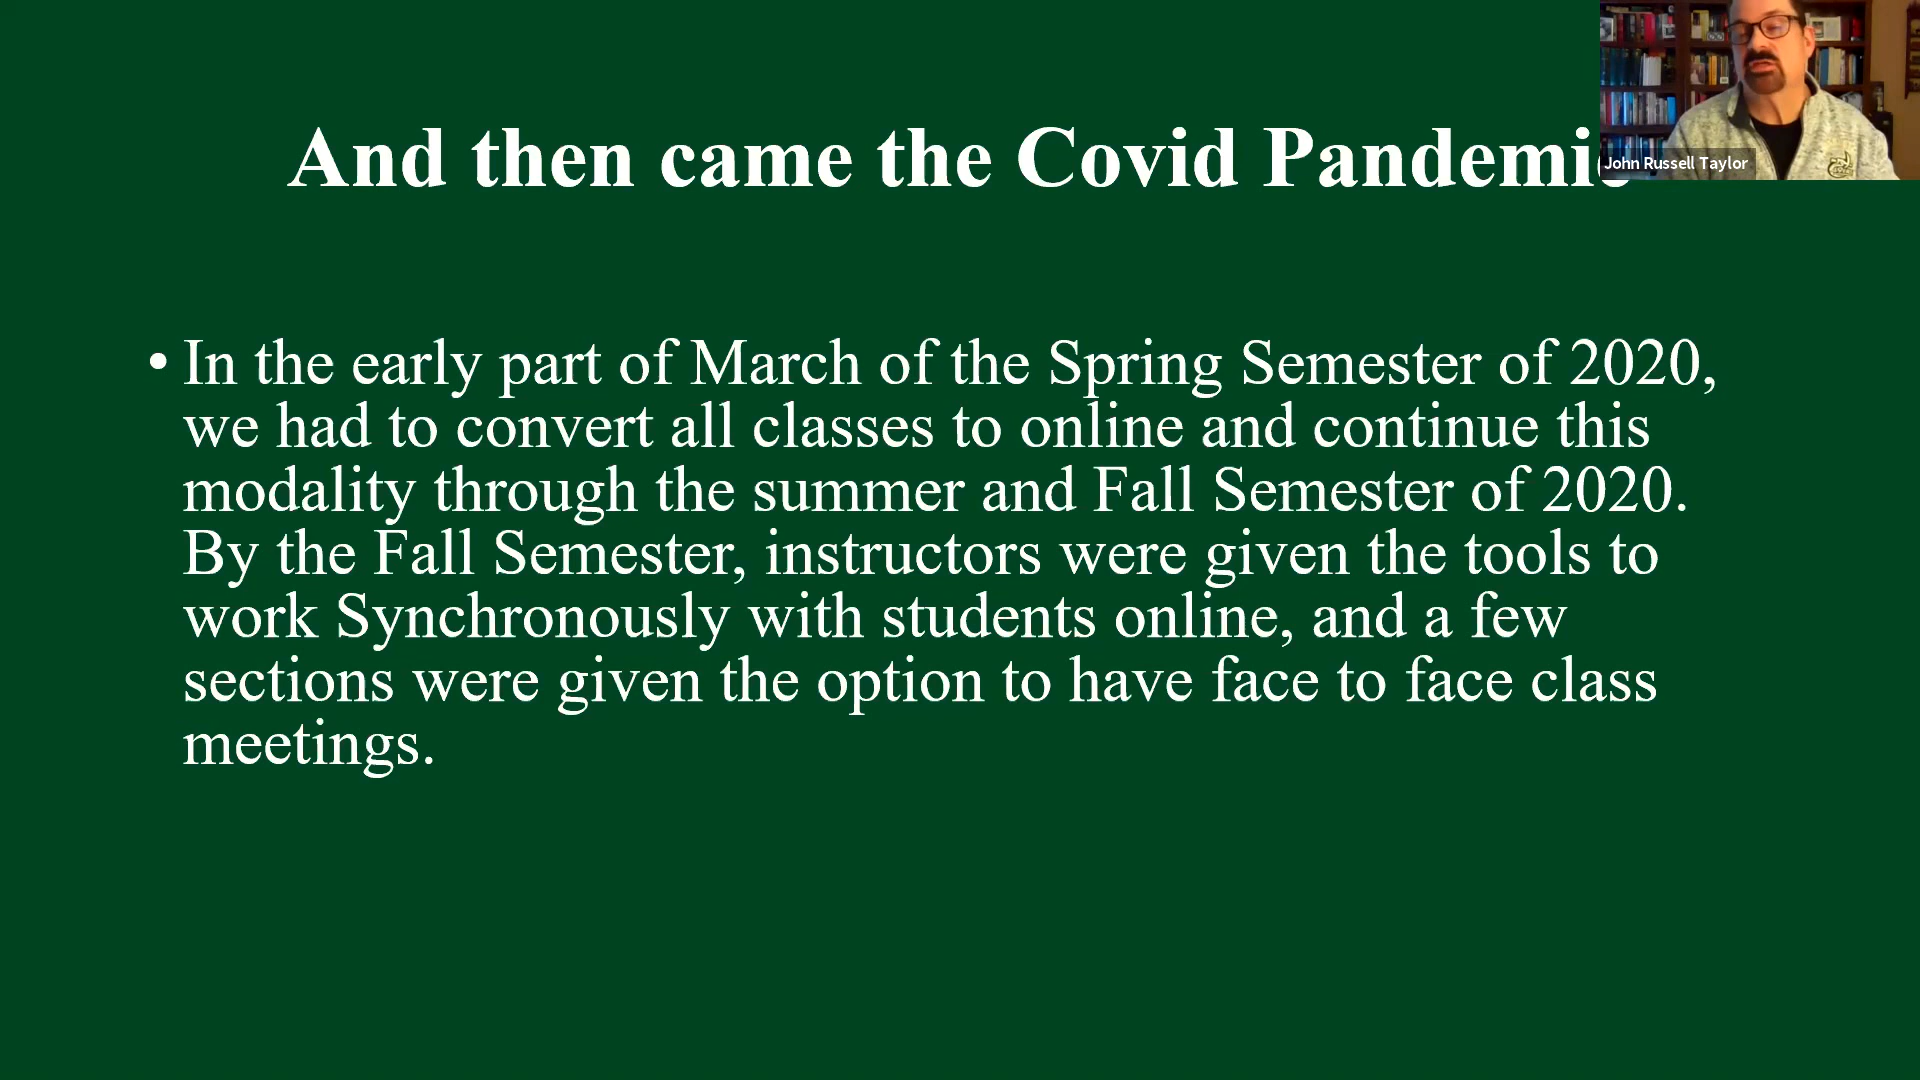 And then came the Covid Pandemic
John Russell Taylor
• In the early part of March of the Spring Semester of 2020,
we had to convert all classes to online and continue this
modality through the summer and Fall Semester of 2020.
By the Fall Semester, instructors were given the tools to
work Synchronously with students online, and a few
sections were given the option to have face to face class
meetings.